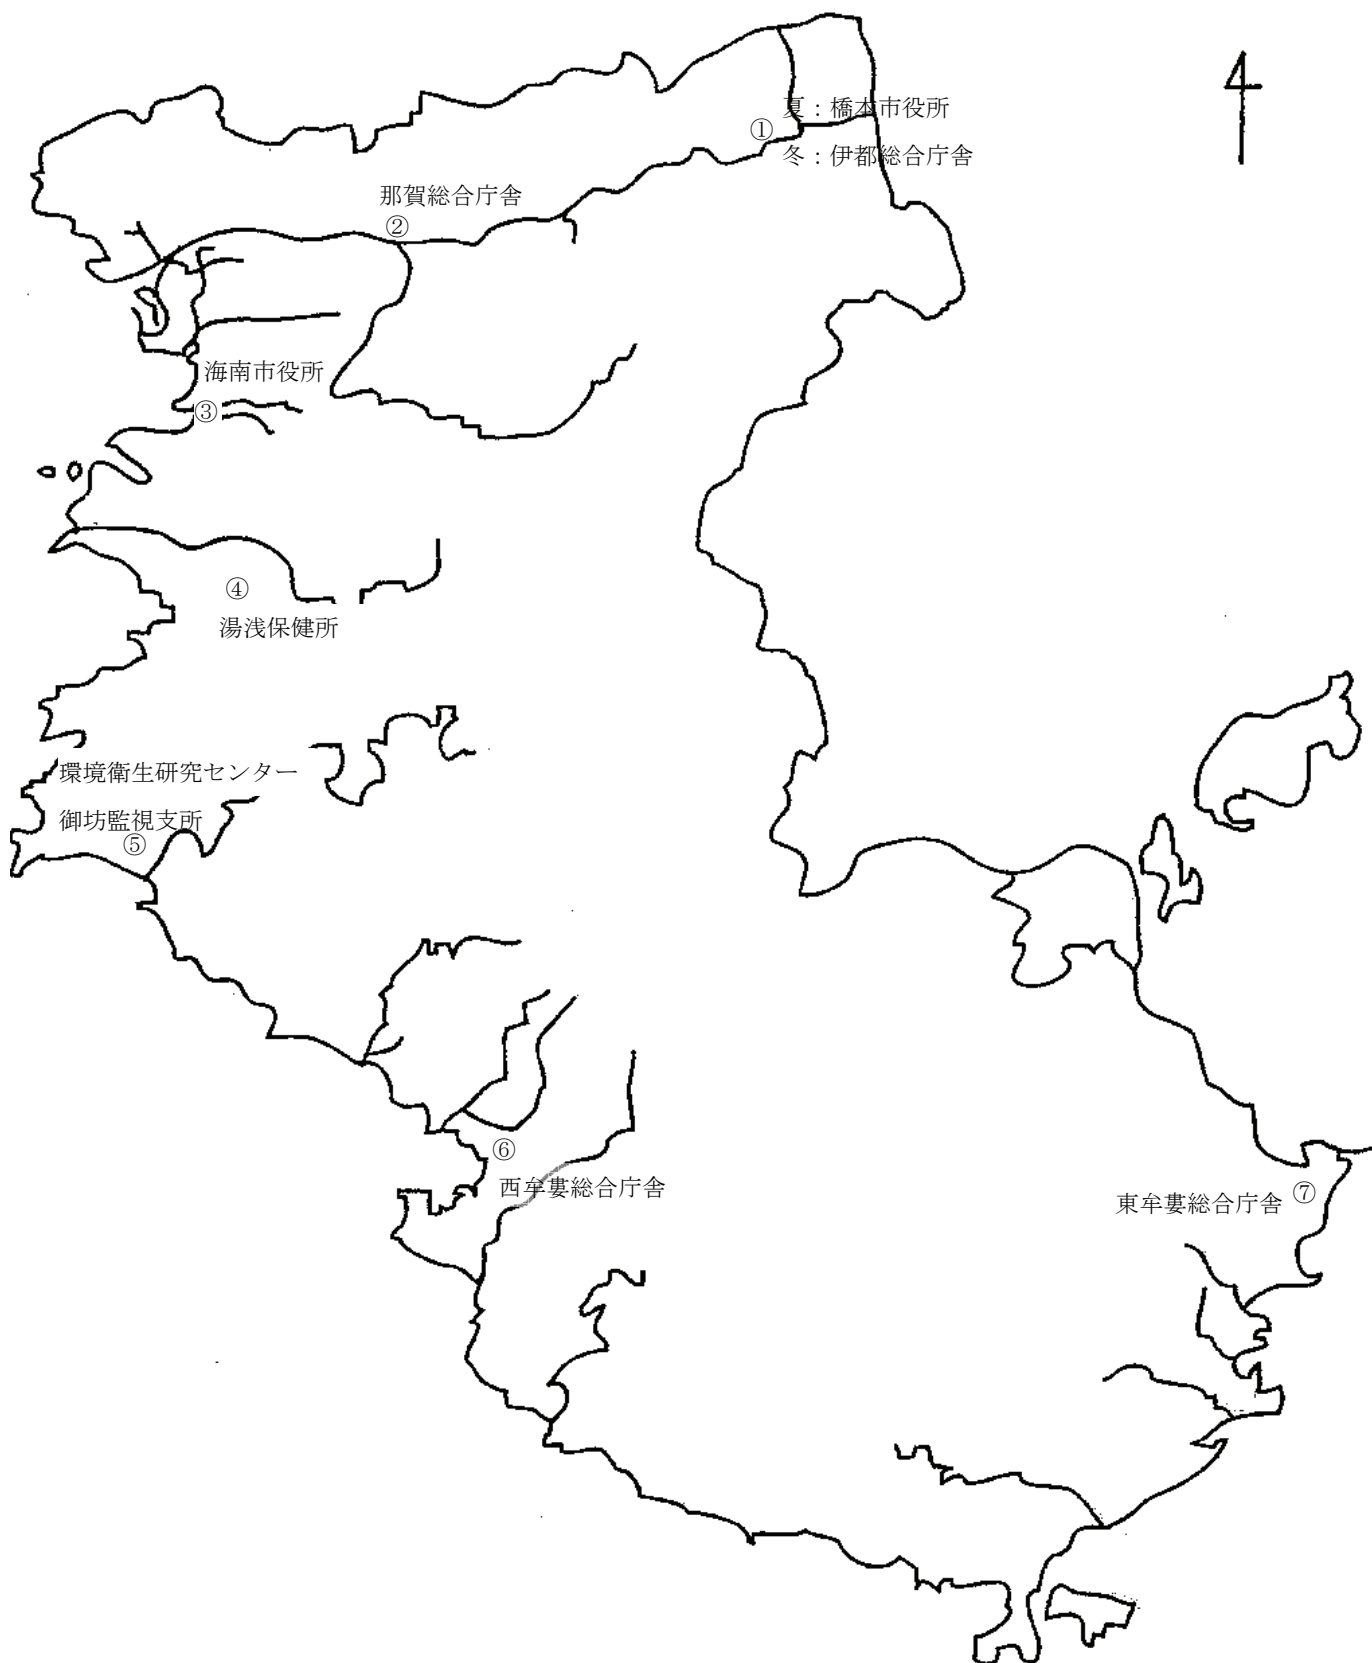 夏：橋本市役所
①
冬：伊都総合庁舎
那賀総合庁舎
②
海南市役所
③
④
湯浅保健所
環境衛生研究センター
御坊監視支所
⑤
⑥
西牟婁総合庁舎
⑦
東牟婁総合庁舎